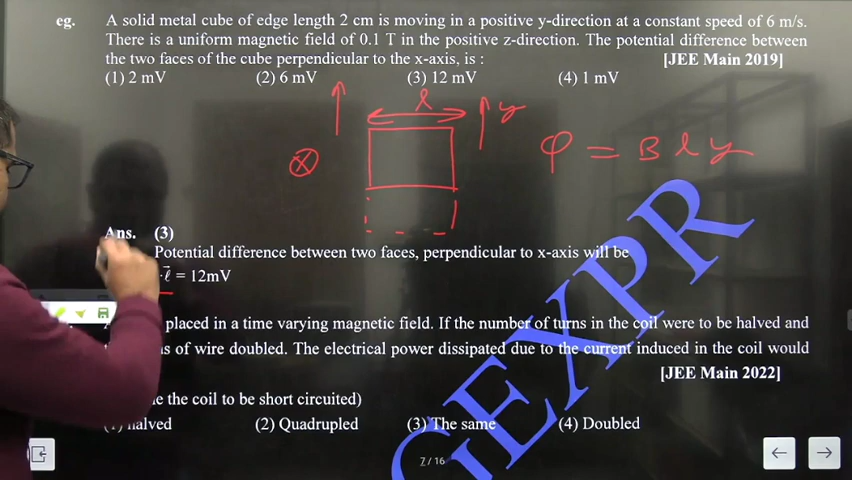 eg. A solid metal cube of edge length 2 cm is moving in a positive y-direction at a constant speed of 6 m/s.
There is a uniform magnetic field of 0.1 T in the positive z-direction. The potential difference between
the two faces of the cube perpendicular to the x-axis, is :
[JEE Main 2019]
(1) 2 mV (2) 6 mV (3) 12 mV (4) 1 mV
l
y
φ = B l y
Ans. (3)
Potential difference between two faces, perpendicular to x-axis will be
ℓ = 12mV
placed in a time varying magnetic field. If the number of turns in the coil were to be halved and
of wire doubled. The electrical power dissipated due to the current induced in the coil would
[JEE Main 2022]
the coil to be short circuited)
(1) halved (2) Quadrupled (3) The same (4) Doubled
GEXPR
7 / 16